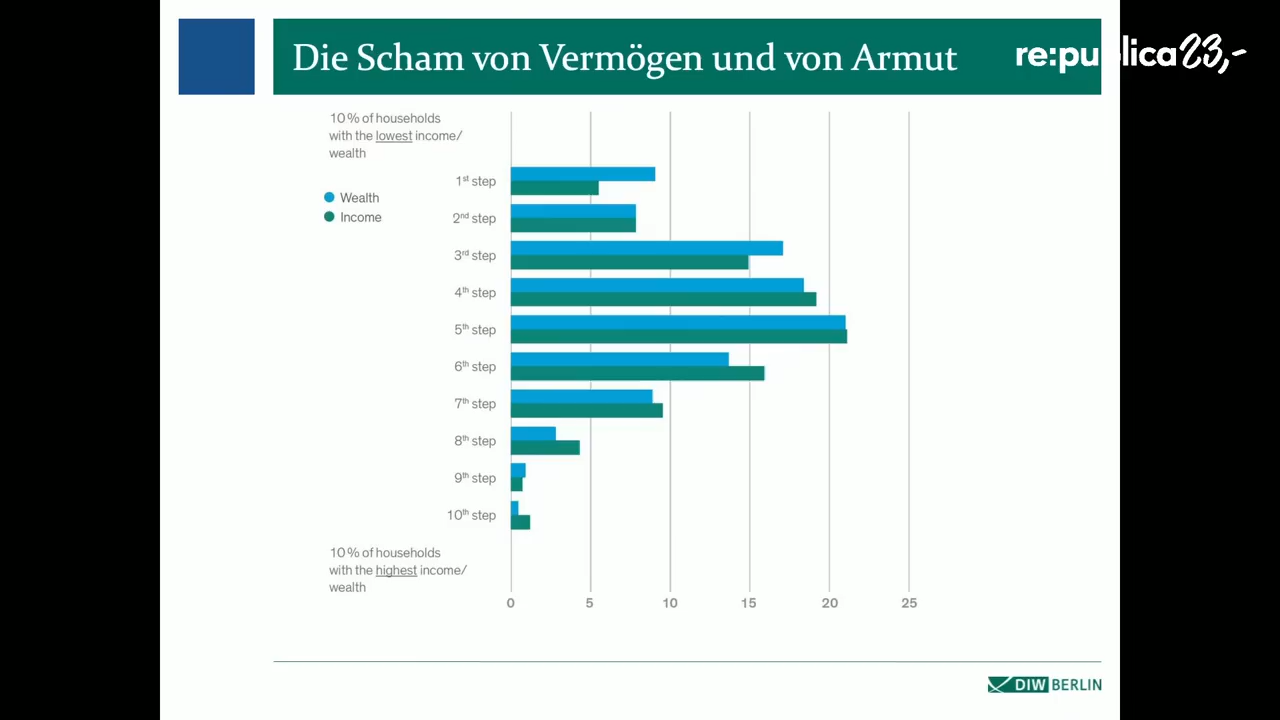 Die Scham von Vermögen und von Armut
re:publica 23,-
10 % of households
with the lowest income/
wealth
Wealth
Income
1st step
2nd step
3rd step
4th step
5th step
6th step
7th step
8th step
9th step
10th step
10 % of households
with the highest income/
wealth
0 5 10 15 20 25
DIW BERLIN